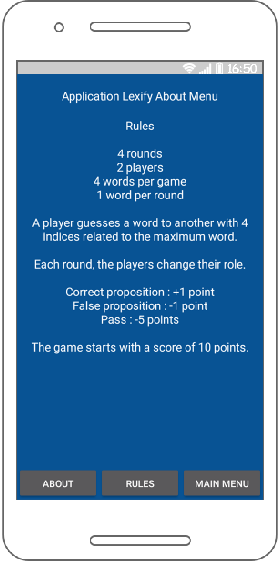 16:50
Application Lexify About Menu
Rules
4 rounds
2 players
4 words per game
1 word per round
A player guesses a word to another with 4
indices related to the maximum word.
Each round, the players change their role.
Correct proposition : +1 point
False proposition : -1 point
Pass : -5 points
The game starts with a score of 10 points.
ABOUT RULES MAIN MENU